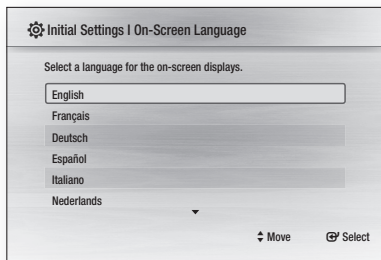 Initial Settings I On-Screen Language
Select a language for the on-screen displays.
English
Français
Deutsch
Español
Italiano
Nederlands
Move Select